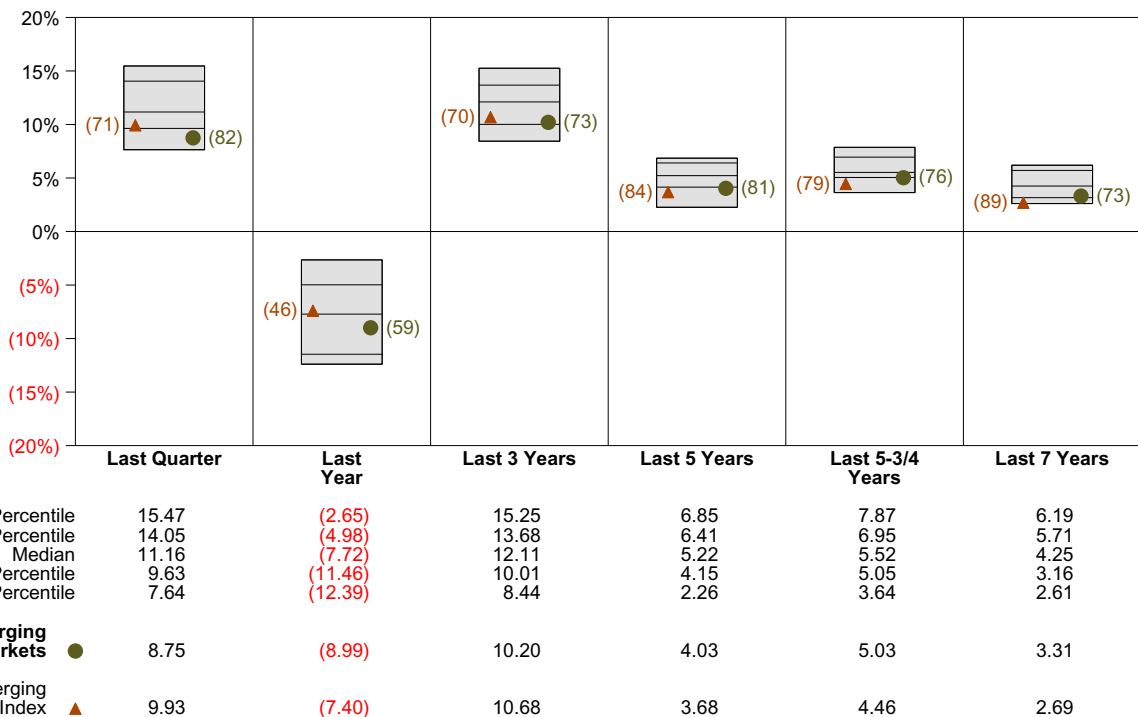 20%
15%
10%
5%
0%
(5%)
(10%)
(15%)
(20%)
(71)
(82)
(46)
(59)
(70)
(73)
(84)
(81)
(79)
(76)
(89)
(73)
Last Quarter
Last
Year
Last 3 Years
Last 5 Years
Last 5-3/4
Years
Last 7 Years
Percentile 15.47 (2.65) 15.25 6.85 7.87 6.19
Percentile 14.05 (4.98) 13.68 6.41 6.95 5.71
Median 11.16 (7.72) 12.11 5.22 5.52 4.25
Percentile 9.63 (11.46) 10.01 4.15 5.05 3.16
Percentile 7.64 (12.39) 8.44 2.26 3.64 2.61
erging
rkets 8.75 (8.99) 10.20 4.03 5.03 3.31
erging
Index 9.93 (7.40) 10.68 3.68 4.46 2.69